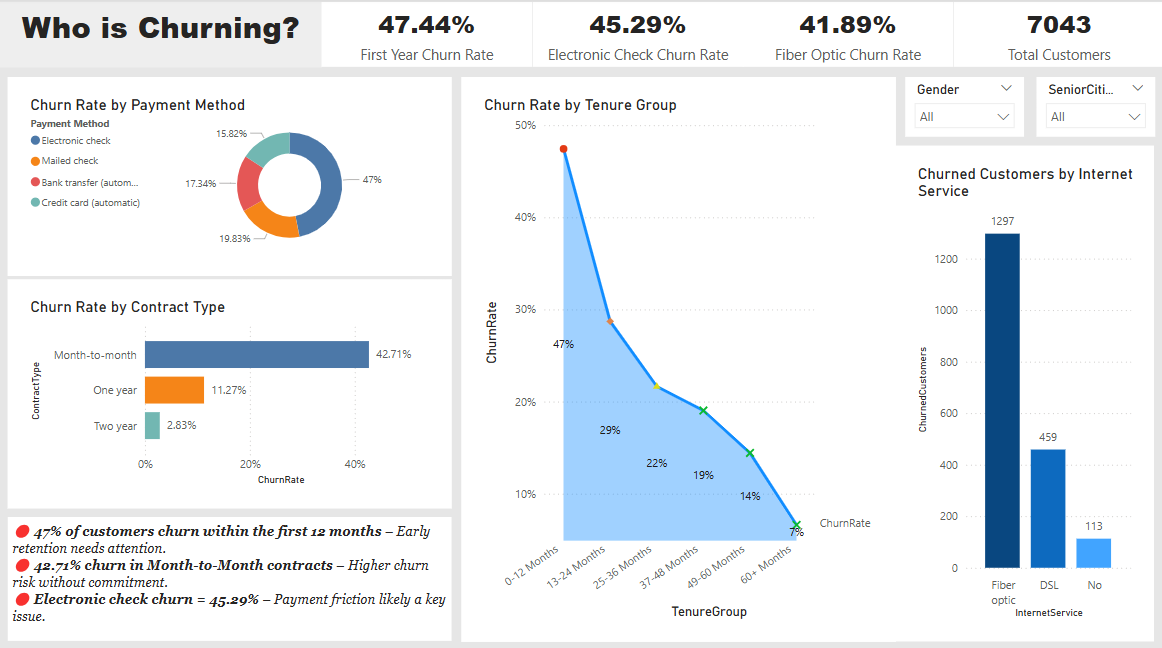 Who is Churning?
47.44%
First Year Churn Rate
45.29%
Electronic Check Churn Rate
41.89%
Fiber Optic Churn Rate
7043
Total Customers
Churn Rate by Payment Method
Payment Method
Electronic check
Mailed check
Bank transfer (autom...
Credit card (automatic)
15.82%
17.34%
47%
19.83%
Churn Rate by Contract Type
ContractType
Month-to-month
42.71%
One year
11.27%
Two year
2.83%
0%
20%
40%
ChurnRate
47% of customers churn within the first 12 months – Early
retention needs attention.
42.71% churn in Month-to-Month contracts – Higher churn
risk without commitment.
Electronic check churn = 45.29% – Payment friction likely a key
issue.
Churn Rate by Tenure Group
ChurnRate
50%
40%
30%
20%
10%
47%
29%
22%
19%
14%
7%
ChurnRate
0-12 Months
13-24 Months
25-36 Months
37-48 Months
49-60 Months
60+ Months
TenureGroup
Gender
All
SeniorCiti...
All
Churned Customers by Internet
Service
ChurnedCustomers
1200
1000
800
600
400
200
0
1297
459
113
Fiber
optic
DSL
No
InternetService